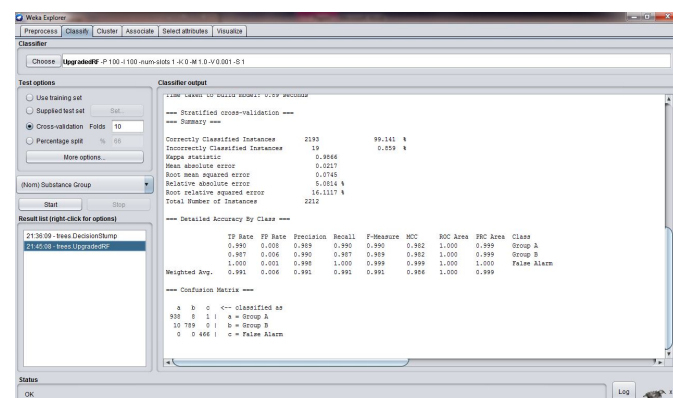 Weka Explorer
Preprocess Classify Cluster Associate Select attributes Visualize
Classifier
Choose UpgradedRF -P 100 -I 100 -num-slots 1 -K 0 -M 1.0 -V 0.001 -S 1
Test options
Use training set
Supplied test set Set...
Cross-validation Folds 10
Percentage split % 66
More options...
(Nom) Substance Group
Start Stop
Result list (right-click for options)
21:36:09 - trees.DecisionStump
21:45:08 - trees.UpgradedRF
Classifier output
Time taken to build model: 0.89 seconds
=== Stratified cross-validation ===
=== Summary ===
Correctly Classified Instances 2193 99.141 %
Incorrectly Classified Instances 19 0.859 %
Kappa statistic 0.9866
Mean absolute error 0.0217
Root mean squared error 0.0745
Relative absolute error 5.0814 %
Root relative squared error 16.1117 %
Total Number of Instances 2212
=== Detailed Accuracy By Class ===
TP Rate FP Rate Precision Recall F-Measure MCC ROC Area PRC Area Class
0.990 0.008 0.989 0.990 0.990 0.982 1.000 0.999 Group A
0.987 0.006 0.990 0.987 0.989 0.982 1.000 0.999 Group B
1.000 0.001 0.998 1.000 0.999 0.999 1.000 1.000 False Alarm
Weighted Avg. 0.991 0.006 0.991 0.991 0.991 0.986 1.000 0.999
=== Confusion Matrix ===
a b c <-- classified as
938 8 1 | a = Group A
10 789 0 | b = Group B
0 0 466 | c = False Alarm
Status
OK
Log
x